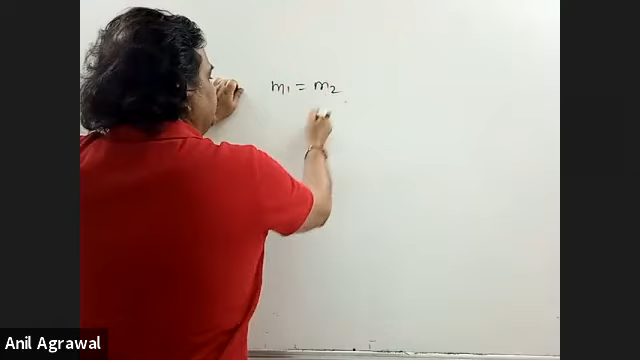 m₁ = m₂
Anil Agrawal